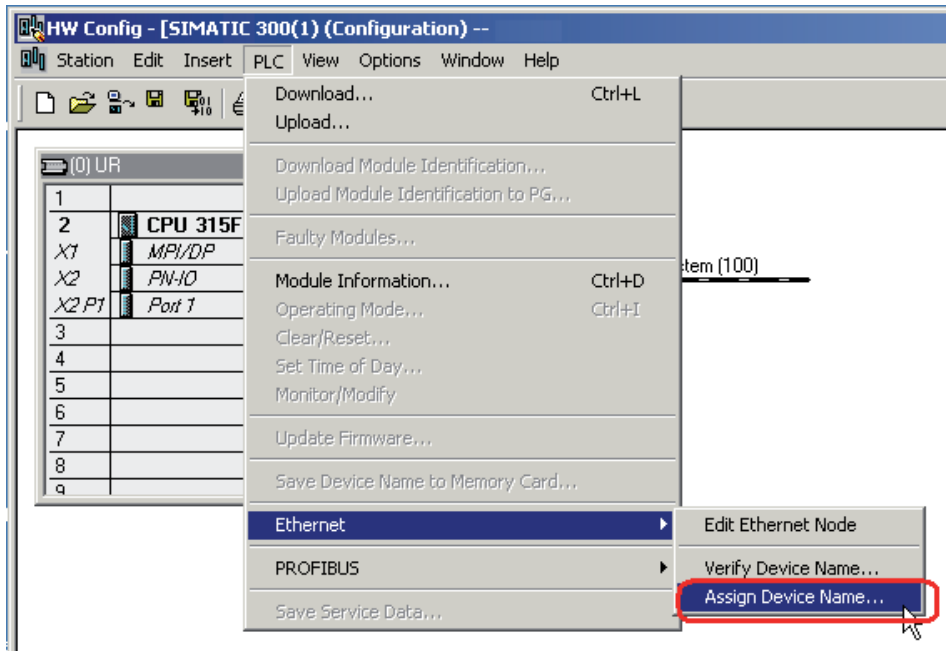 HW Config - [SIMATIC 300(1) (Configuration) --
Station Edit Insert PLC View Options Window Help
Download... Ctrl+L
Upload...
(0) UR
Download Module Identification...
Upload Module Identification to PG...
1
2 CPU 315F
Faulty Modules...
X1 MPI/DP
X2 PN-IO
Module Information... Ctrl+D
(100)
X2 P1 Port 1
Operating Mode... Ctrl+I
3
Clear/Reset...
4
Set Time of Day...
5
Monitor/Modify
6
7
Update Firmware...
8
Save Device Name to Memory Card...
9
Ethernet
Edit Ethernet Node
PROFIBUS
Verify Device Name...
Assign Device Name...
Save Service Data...